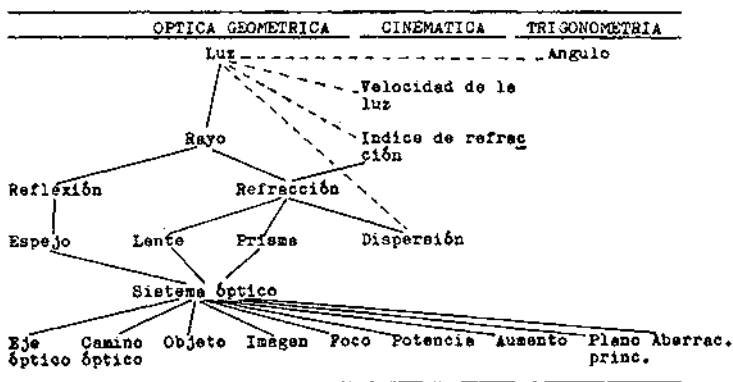 OPTICA GEOMETRICA CINEMATICA TRIGONOMETRIA
Luz Angulo
Velocidad de la
luz
Rayo Indice de refrac
ción
Reflexión Refracción
Espejo Lente Prisma Dispersión
Sistema óptico
Eje Camino Objeto Imágen Foco Potencia Aumento Plano Aberrac.
óptico óptico princ.